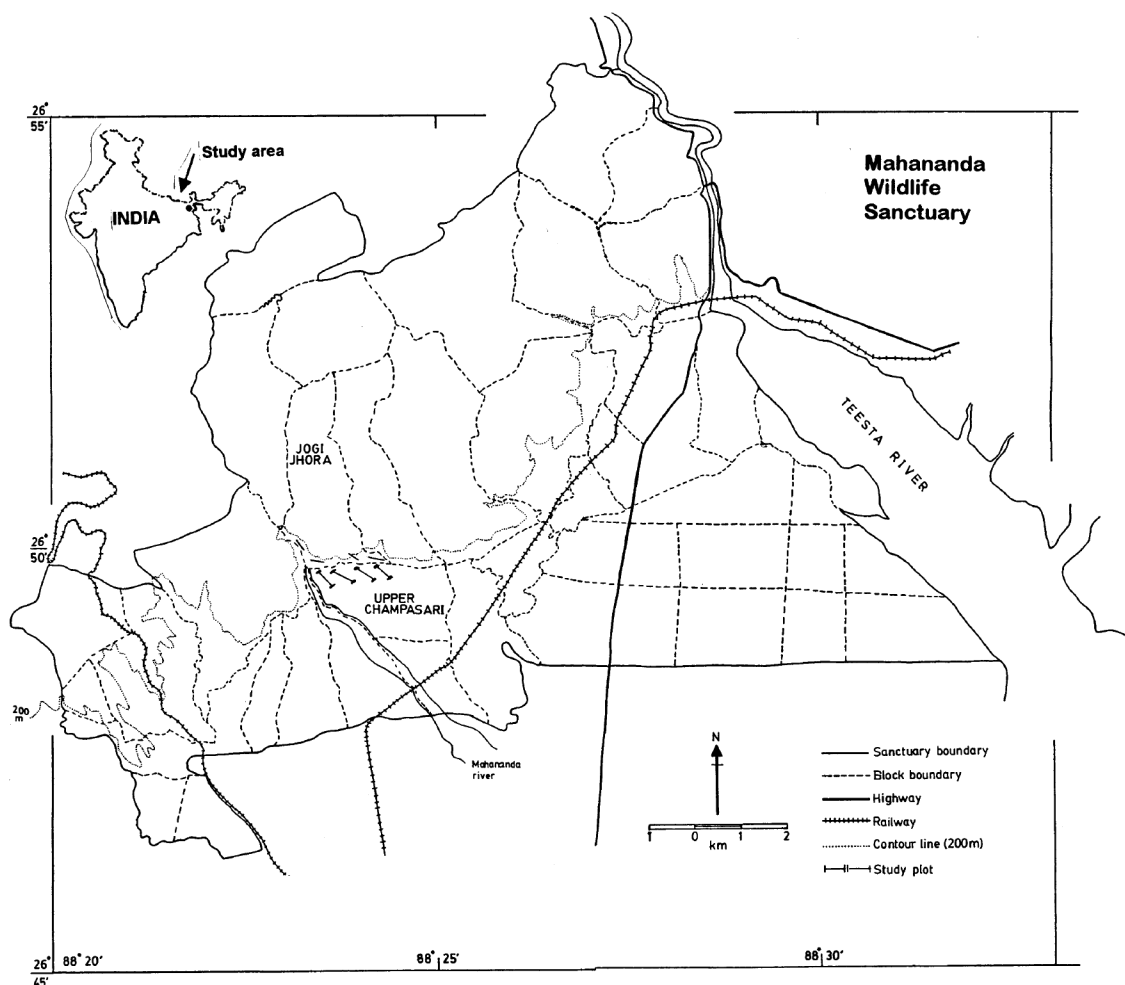 26°
55'
Study area
INDIA
Mahananda
Wildlife
Sanctuary
TEESTA RIVER
JOGI
JHORA
26°
50'
UPPER
CHAMPASARI
200
m
Mahananda
river
N
1 0 1 2
km
Sanctuary boundary
Block boundary
Highway
Railway
Contour line (200m)
Study plot
26°
45'
88° 20'
88° 25'
88° 30'